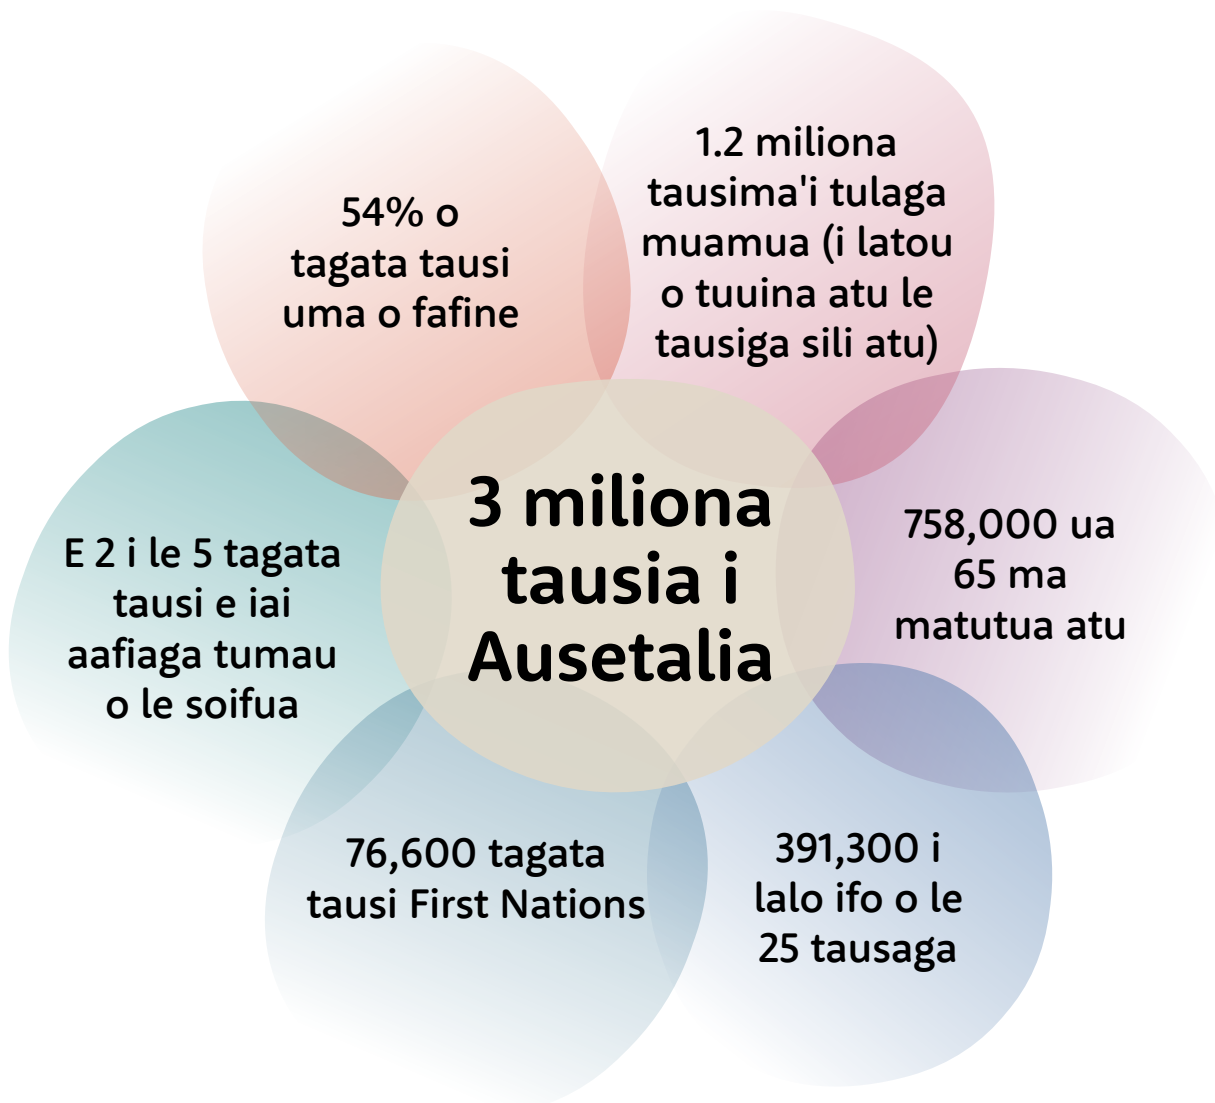 54% o
tagata tausi
uma o fafine
1.2 miliona
tausima'i tulaga
muamua (i latou
o tuuina atu le
tausiga sili atu)
3 miliona
tausia i
Ausetalia
758,000 ua
65 ma
matutua atu
E 2 i le 5 tagata
tausi e iai
aafiaga tumau
o le soifua
76,600 tagata
tausi First Nations
391,300 i
lalo ifo o le
25 tausaga